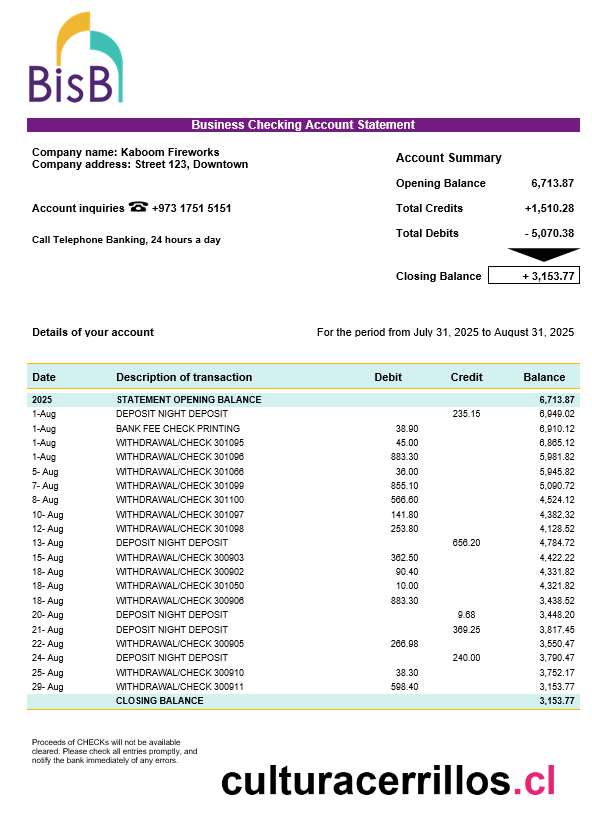 BisB
Business Checking Account Statement
Company name: Kaboom Fireworks
Company address: Street 123, Downtown
Account inquiries ☎ +973 1751 5151
Call Telephone Banking, 24 hours a day
Account Summary
Opening Balance 6,713.87
Total Credits +1,510.28
Total Debits - 5,070.38
Closing Balance + 3,153.77
Details of your account For the period from July 31, 2025 to August 31, 2025
Date Description of transaction Debit Credit Balance
2025 STATEMENT OPENING BALANCE 6,713.87
1-Aug DEPOSIT NIGHT DEPOSIT 235.15 6,949.02
1-Aug BANK FEE CHECK PRINTING 38.90 6,910.12
1-Aug WITHDRAWAL/CHECK 301095 45.00 6,865.12
1-Aug WITHDRAWAL/CHECK 301096 883.30 5,981.82
5- Aug WITHDRAWAL/CHECK 301066 36.00 5,945.82
7- Aug WITHDRAWAL/CHECK 301099 855.10 5,090.72
8- Aug WITHDRAWAL/CHECK 301100 566.60 4,524.12
10- Aug WITHDRAWAL/CHECK 301097 141.80 4,382.32
12- Aug WITHDRAWAL/CHECK 301098 253.80 4,128.52
13- Aug DEPOSIT NIGHT DEPOSIT 656.20 4,784.72
15- Aug WITHDRAWAL/CHECK 300903 362.50 4,422.22
18- Aug WITHDRAWAL/CHECK 300902 90.40 4,331.82
18- Aug WITHDRAWAL/CHECK 301050 10.00 4,321.82
18- Aug WITHDRAWAL/CHECK 300906 883.30 3,438.52
20- Aug DEPOSIT NIGHT DEPOSIT 9.68 3,448.20
21- Aug DEPOSIT NIGHT DEPOSIT 369.25 3,817.45
22- Aug WITHDRAWAL/CHECK 300905 266.98 3,550.47
24- Aug DEPOSIT NIGHT DEPOSIT 240.00 3,790.47
25- Aug WITHDRAWAL/CHECK 300910 38.30 3,752.17
29- Aug WITHDRAWAL/CHECK 300911 598.40 3,153.77
CLOSING BALANCE 3,153.77
Proceeds of CHECKs will not be available
cleared. Please check all entries promptly, and
notify the bank immediately of any errors.
culturacerrillos.cl